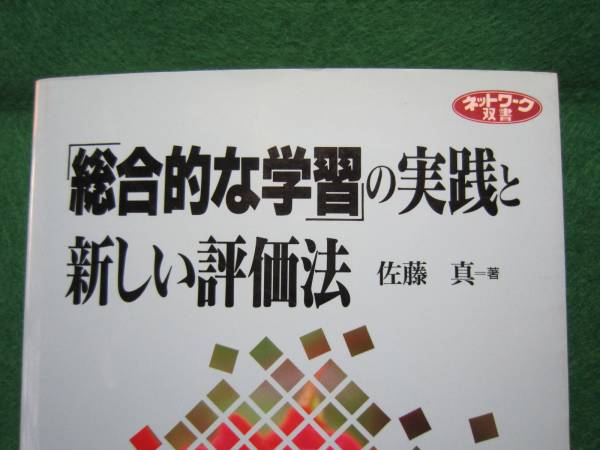 ネットワーク
双書
「総合的な学習」の実践と
新しい評価法 佐藤 真=著